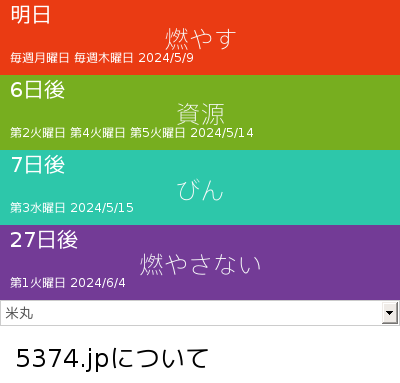 明日
燃やす
毎週月曜日 毎週木曜日 2024/5/9
6日後
資源
第2火曜日 第4火曜日 第5火曜日 2024/5/14
7日後
びん
第3水曜日 2024/5/15
27日後
燃やさない
第1火曜日 2024/6/4
米丸
5374.jpについて